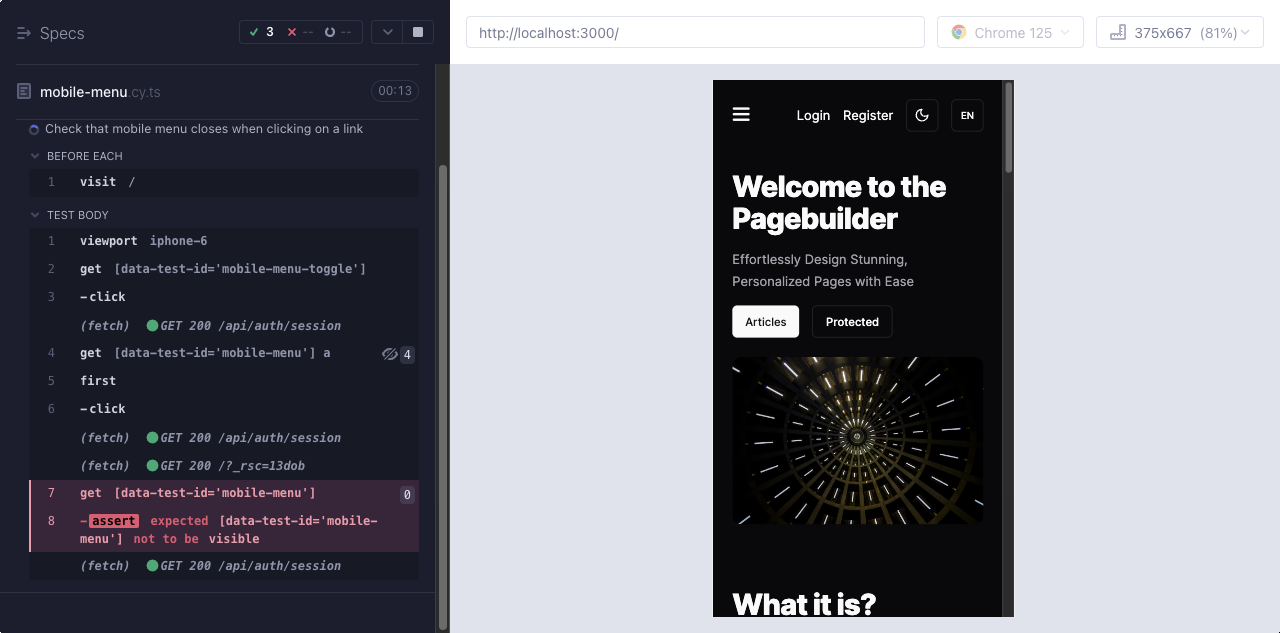 Specs
3 -- --
mobile-menu.cy.ts 00:13
Check that mobile menu closes when clicking on a link
BEFORE EACH
1 visit /
TEST BODY
1 viewport iphone-6
2 get [data-test-id='mobile-menu-toggle']
3 -click
(fetch) GET 200 /api/auth/session
4 get [data-test-id='mobile-menu'] a 4
5 first
6 -click
(fetch) GET 200 /api/auth/session
(fetch) GET 200 /?_rsc=13dob
7 get [data-test-id='mobile-menu'] 0
8 -assert expected [data-test-id='mobile-
menu'] not to be visible
(fetch) GET 200 /api/auth/session
http://localhost:3000/
Chrome 125
375x667 (81%)
Login Register EN
Welcome to the
Pagebuilder
Effortlessly Design Stunning,
Personalized Pages with Ease
Articles Protected
What it is?